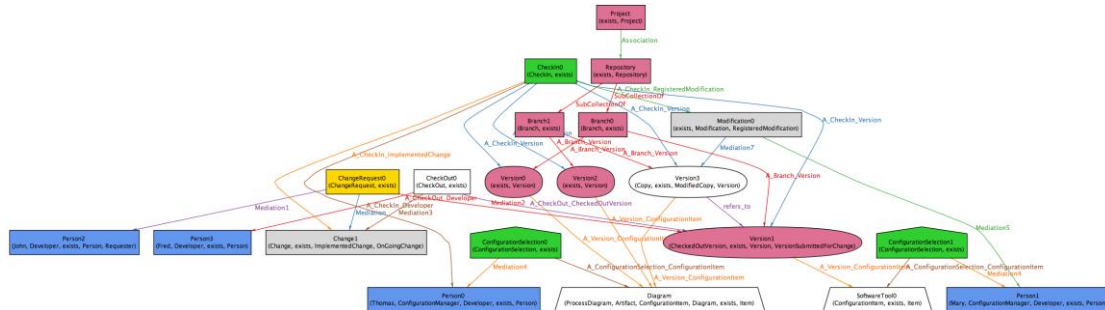 Project
(exists, Project)
Association
CheckIn0
(CheckIn, exists)
Repository
(exists, Repository)
A_CheckIn_RegisteredModification
SubCollectionOf
SubCollectionOf
A_CheckIn_Version
A_CheckIn_Version
Branch1
(Branch, exists)
Branch0
(Branch, exists)
Modification0
(exists, Modification, RegisteredModification)
A_CheckIn_Version
A_Branch_Version
A_Branch_Version
A_Branch_Version
Mediation7
A_CheckIn_ImplementedChange
A_Branch_Version
ChangeRequest0
(ChangeRequest, exists)
CheckOut0
(CheckOut, exists)
Version0
(exists, Version)
Version2
(exists, Version)
Version3
(Copy, exists, ModifiedCopy, Version)
A_CheckOut_Developer
A_CheckIn_Developer
Mediation2
A_CheckOut_CheckedOutVersion
refers_to
Mediation1
Mediation
Mediation3
A_Version_ConfigurationItem
Mediation5
Person2
(John, Developer, exists, Person, Requester)
Person3
(Fred, Developer, exists, Person)
Change1
(Change, exists, ImplementedChange, OnGoingChange)
ConfigurationSelection0
(ConfigurationSelection, exists)
A_Version_ConfigurationItem
Version1
(CheckedOutVersion, exists, Version, VersionSubmittedForChange)
ConfigurationSelection1
(ConfigurationSelection, exists)
Mediation4
A_ConfigurationSelection_ConfigurationItem
A_Version_ConfigurationItem
A_Version_ConfigurationItem
A_ConfigurationSelection_ConfigurationItem
Person0
(Thomas, ConfigurationManager, Developer, exists, Person)
Diagram
(ProcessDiagram, Artifact, ConfigurationItem, Diagram, exists, Item)
SoftwareTool0
(ConfigurationItem, exists, Item)
Person1
(Mary, ConfigurationManager, Developer, exists, Person)